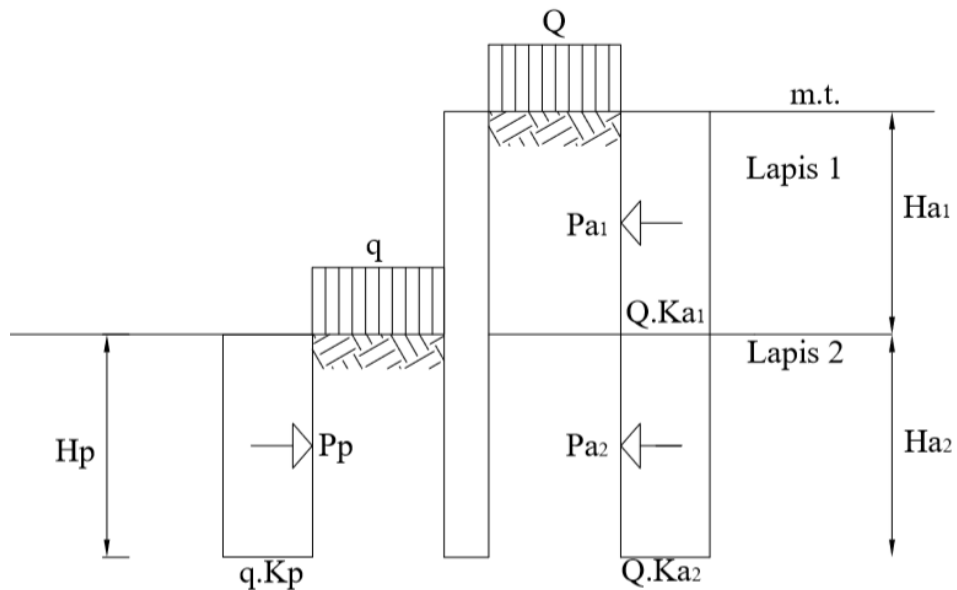 Q
m.t.
Lapis 1
Ha1
Pa1
q
Q.Ka1
Lapis 2
Hp
Pp
Pa2
Ha2
q.Kp
Q.Ka2